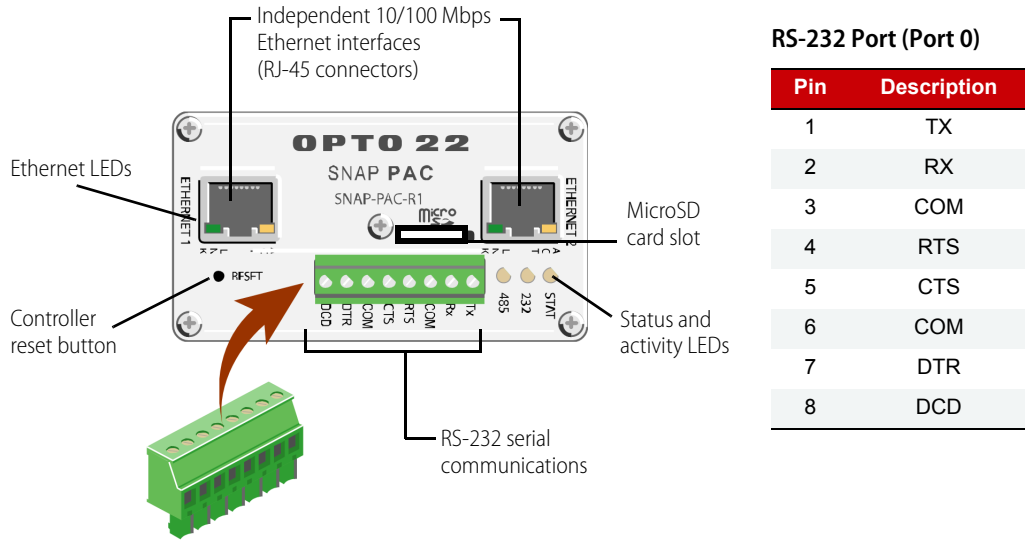 Independent 10/100 Mbps
Ethernet interfaces
(RJ-45 connectors)
Ethernet LEDs
OPTO 22
SNAP PAC
SNAP-PAC-R1
Micro
ETHERNET 1
ETHERNET 2
MicroSD
card slot
RESET
DCD
DTR
COM
CTS
RTS
COM
Rx
Tx
485
232
STAT
Controller
reset button
Status and
activity LEDs
RS-232 serial
communications
RS-232 Port (Port 0)
Pin Description
1 TX
2 RX
3 COM
4 RTS
5 CTS
6 COM
7 DTR
8 DCD